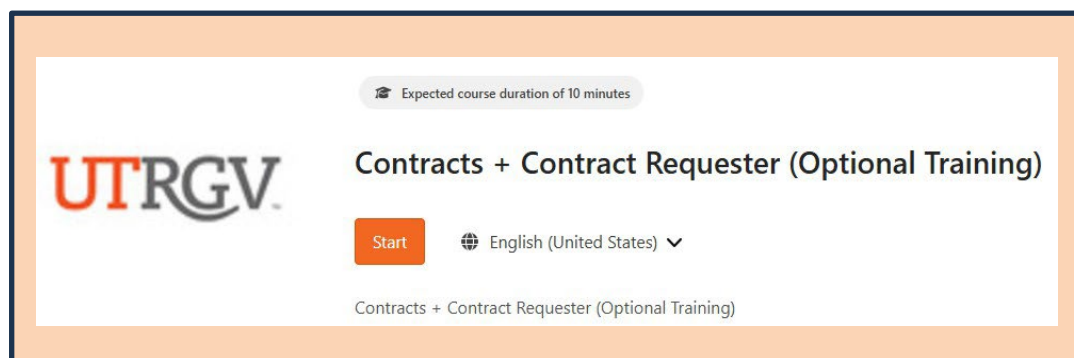 Expected course duration of 10 minutes
UTRGV™
Contracts + Contract Requester (Optional Training)
Start
English (United States)
Contracts + Contract Requester (Optional Training)